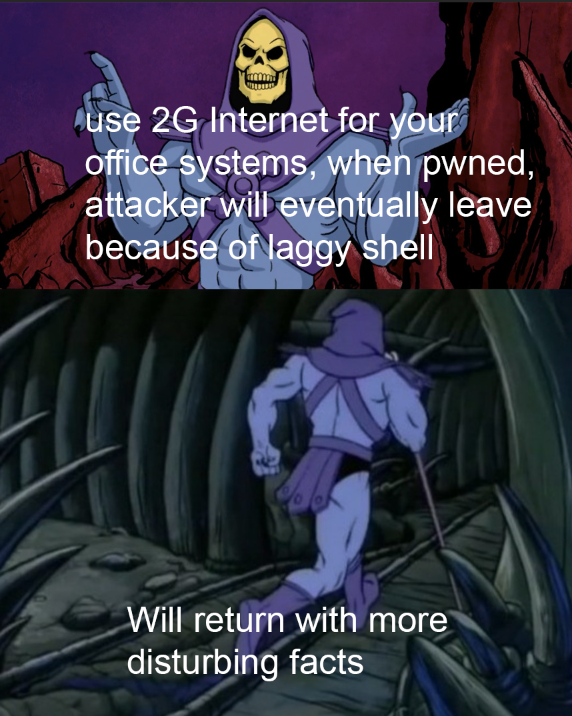 use 2G Internet for your
office systems, when pwned,
attacker will eventually leave
because of laggy shell
Will return with more
disturbing facts